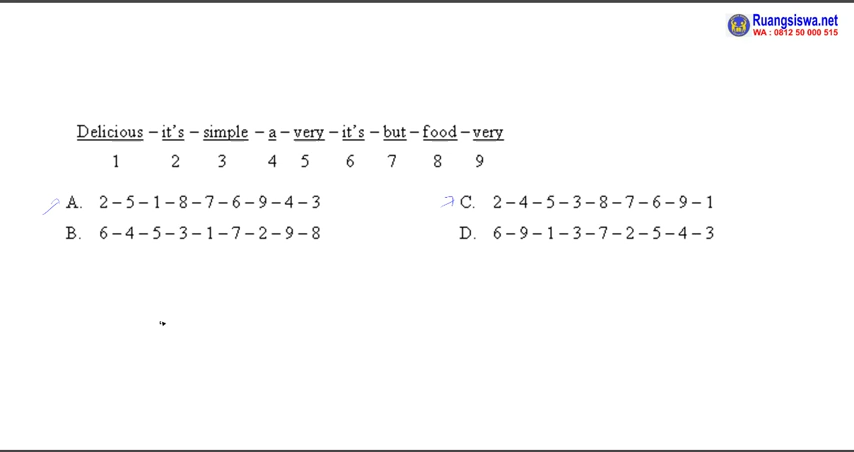 Ruangsiswa.net
WA : 0812 50 000 515
Delicious – it's – simple – a – very – it's – but – food – very
1 2 3 4 5 6 7 8 9
A. 2 – 5 – 1 – 8 – 7 – 6 – 9 – 4 – 3
C. 2 – 4 – 5 – 3 – 8 – 7 – 6 – 9 – 1
B. 6 – 4 – 5 – 3 – 1 – 7 – 2 – 9 – 8
D. 6 – 9 – 1 – 3 – 7 – 2 – 5 – 4 – 3